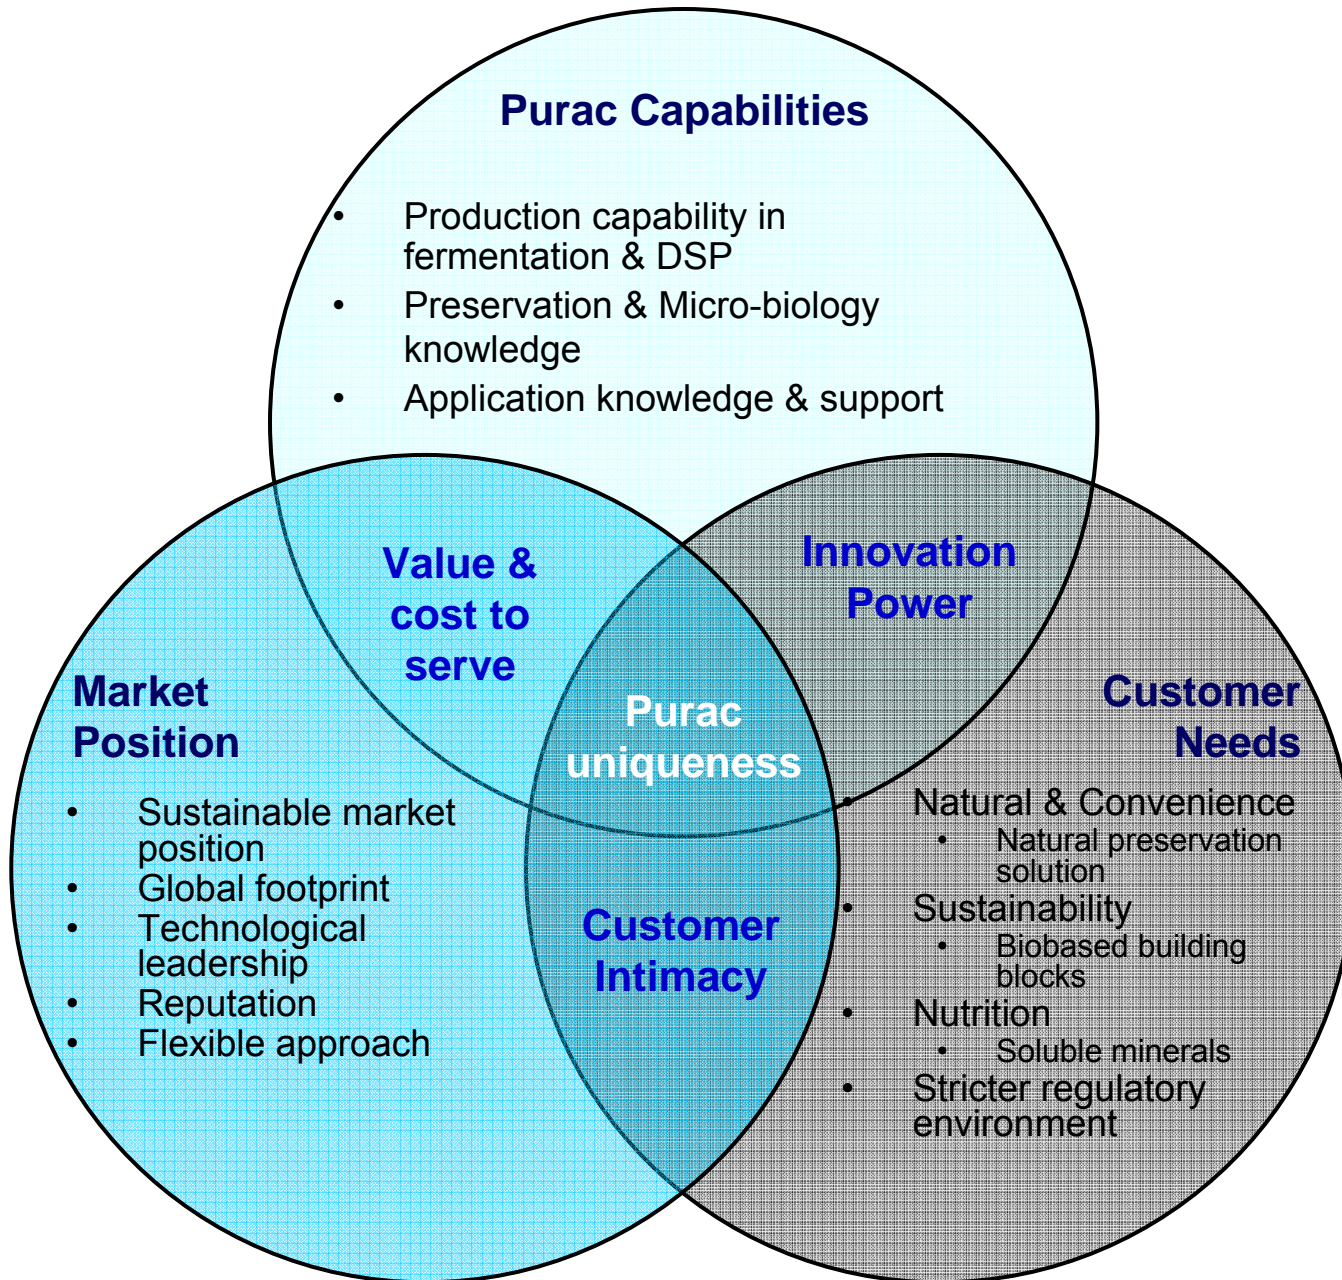 Purac Capabilities
• Production capability in
fermentation & DSP
• Preservation & Micro-biology
knowledge
• Application knowledge & support
Value &
cost to
serve
Innovation
Power
Purac
uniqueness
Customer
Intimacy
Market
Position
• Sustainable market
position
• Global footprint
• Technological
leadership
• Reputation
• Flexible approach
Customer
Needs
• Natural & Convenience
• Natural preservation
solution
• Sustainability
• Biobased building
blocks
• Nutrition
• Soluble minerals
• Stricter regulatory
environment